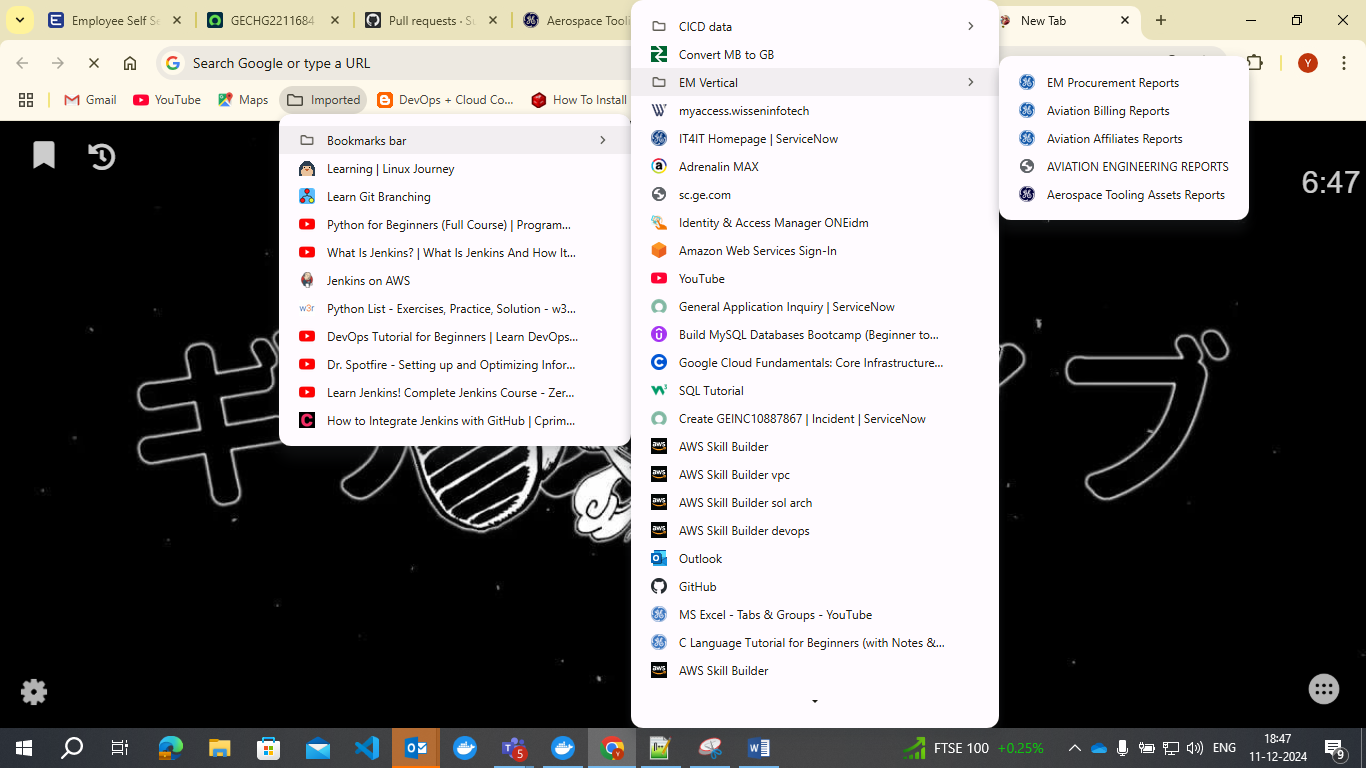 Employee Self Se
GECHG2211684
Pull requests · Su
Aerospace Tooli
New Tab
Search Google or type a URL
Y
Gmail
YouTube
Maps
Imported
DevOps + Cloud Co...
How To Install
Bookmarks bar
Learning | Linux Journey
Learn Git Branching
Python for Beginners (Full Course) | Program...
What Is Jenkins? | What Is Jenkins And How It...
Jenkins on AWS
w3r
Python List - Exercises, Practice, Solution - w3...
DevOps Tutorial for Beginners | Learn DevOps...
Dr. Spotfire - Setting up and Optimizing Infor...
Learn Jenkins! Complete Jenkins Course - Zer...
How to Integrate Jenkins with GitHub | Cprim...
CICD data
Convert MB to GB
EM Vertical
myaccess.wisseninfotech
IT4IT Homepage | ServiceNow
Adrenalin MAX
sc.ge.com
Identity & Access Manager ONEidm
Amazon Web Services Sign-In
YouTube
General Application Inquiry | ServiceNow
Build MySQL Databases Bootcamp (Beginner to...
Google Cloud Fundamentals: Core Infrastructure...
SQL Tutorial
Create GEINC10887867 | Incident | ServiceNow
AWS Skill Builder
AWS Skill Builder vpc
AWS Skill Builder sol arch
AWS Skill Builder devops
Outlook
GitHub
MS Excel - Tabs & Groups - YouTube
C Language Tutorial for Beginners (with Notes &...
AWS Skill Builder
EM Procurement Reports
Aviation Billing Reports
Aviation Affiliates Reports
AVIATION ENGINEERING REPORTS
Aerospace Tooling Assets Reports
6:47
ギ
ブ
5
FTSE 100 +0.25%
ENG
18:47
11-12-2024
9